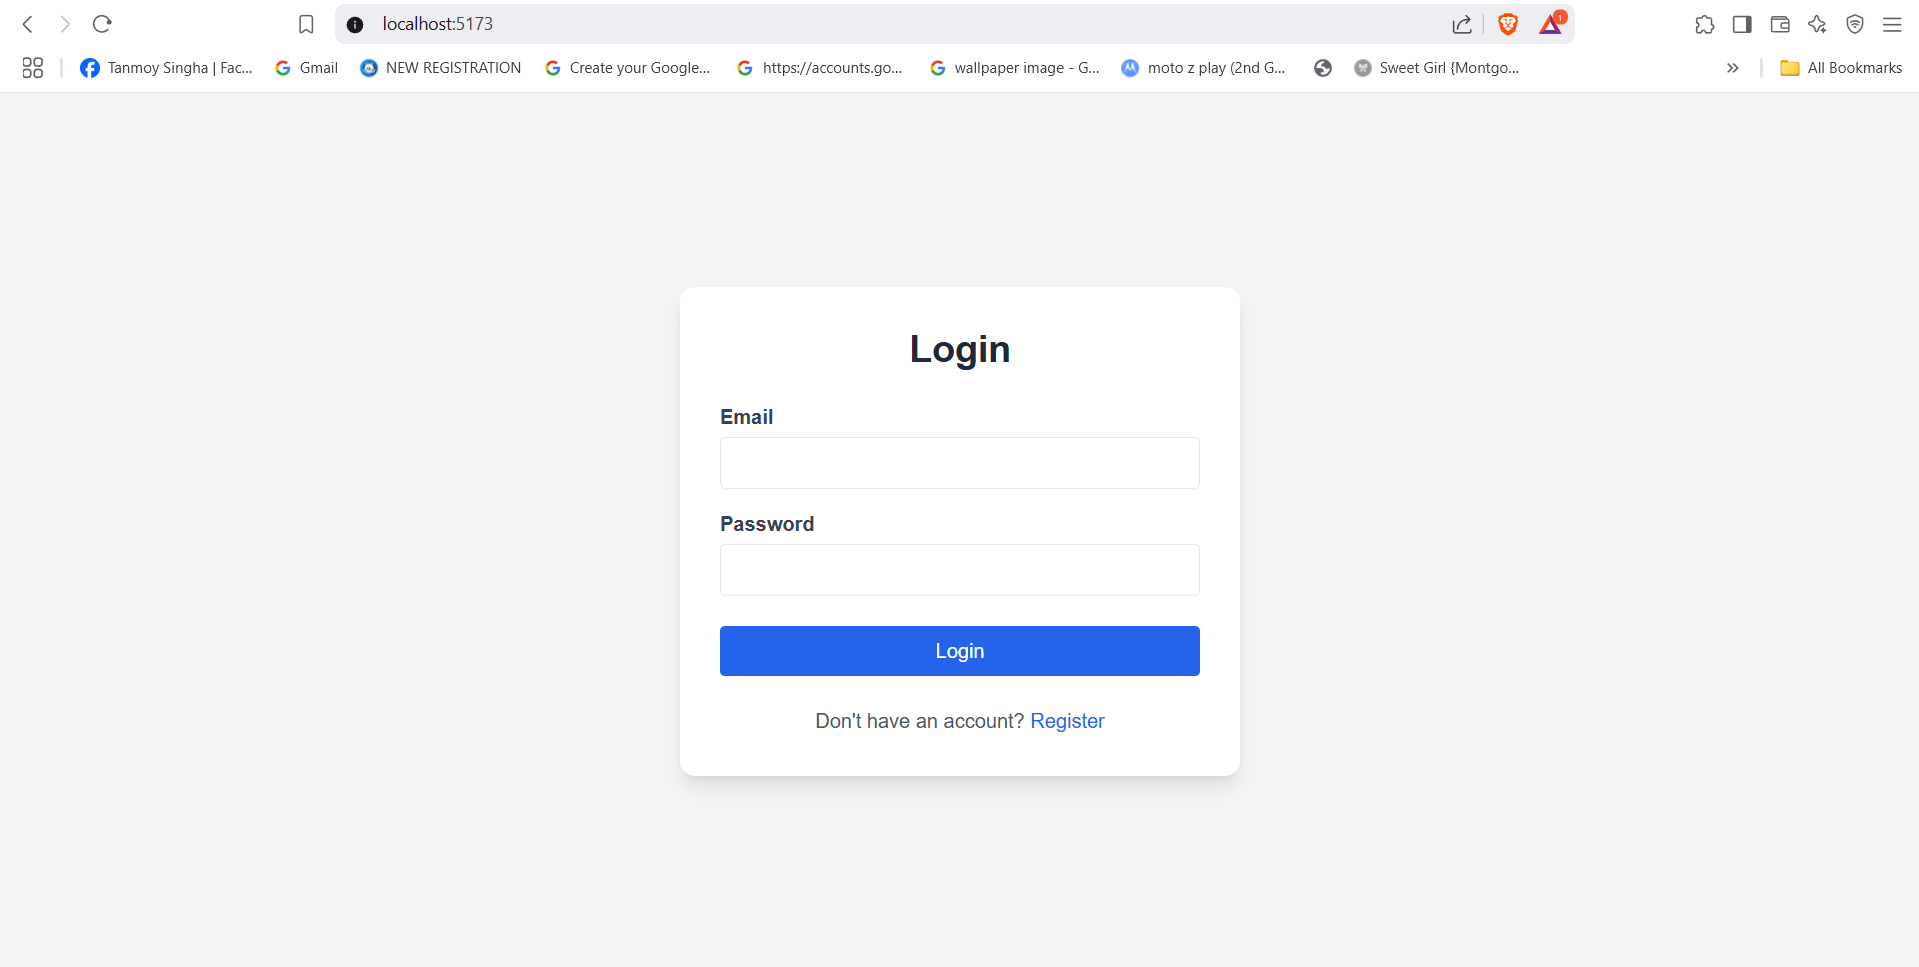 localhost:5173
1
Tanmoy Singha | Fac...
Gmail
NEW REGISTRATION
Create your Google...
https://accounts.go...
wallpaper image - G...
moto z play (2nd G...
Sweet Girl {Montgo...
All Bookmarks
Login
Email
Password
Login
Don't have an account? Register